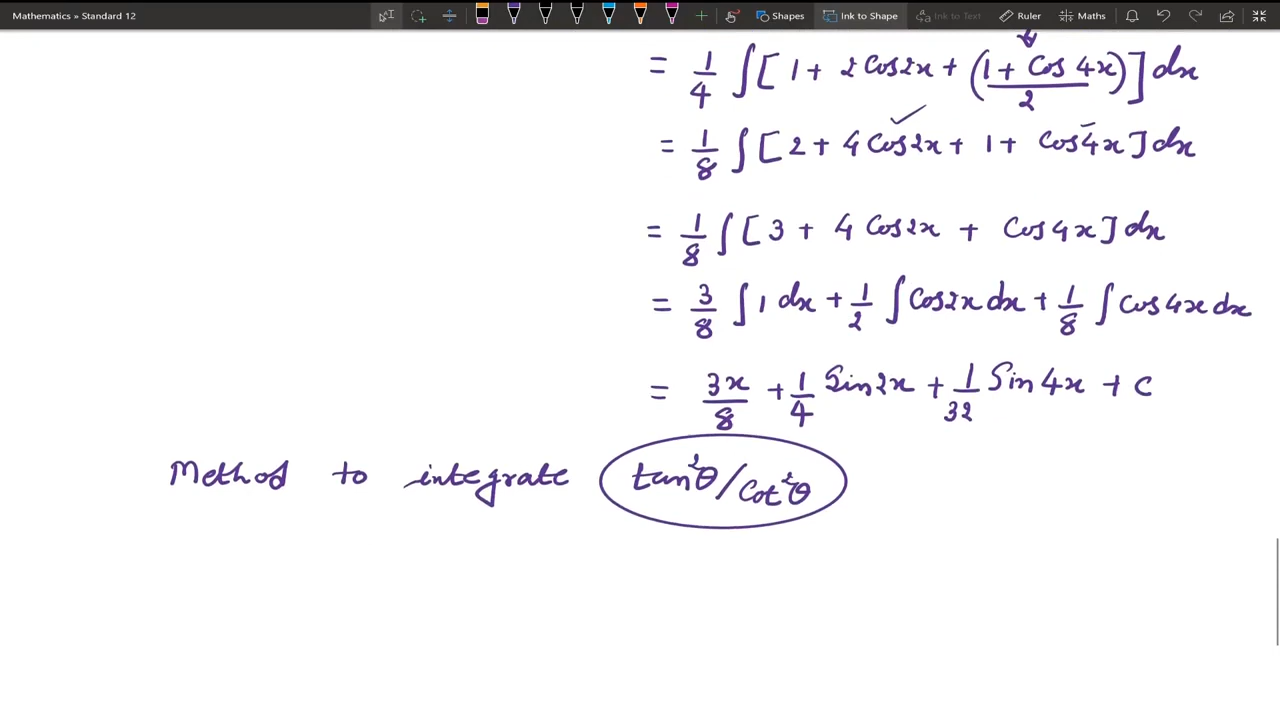 Mathematics » Standard 12
Shapes Ink to Shape Ink to Text Ruler Maths
= 1/4 ∫ [ 1 + 2 Cos2x + (1 + Cos 4x)/2 ] dx
= 1/8 ∫ [ 2 + 4 Cos2x + 1 + Cos4x ] dx
= 1/8 ∫ [ 3 + 4 Cos2x + Cos4x ] dx
= 3/8 ∫ 1 dx + 1/2 ∫ Cos2x dx + 1/8 ∫ Cos4x dx
= 3x/8 + 1/4 Sin2x + 1/32 Sin 4x + C
Method to integrate tan²θ/Cot²θ